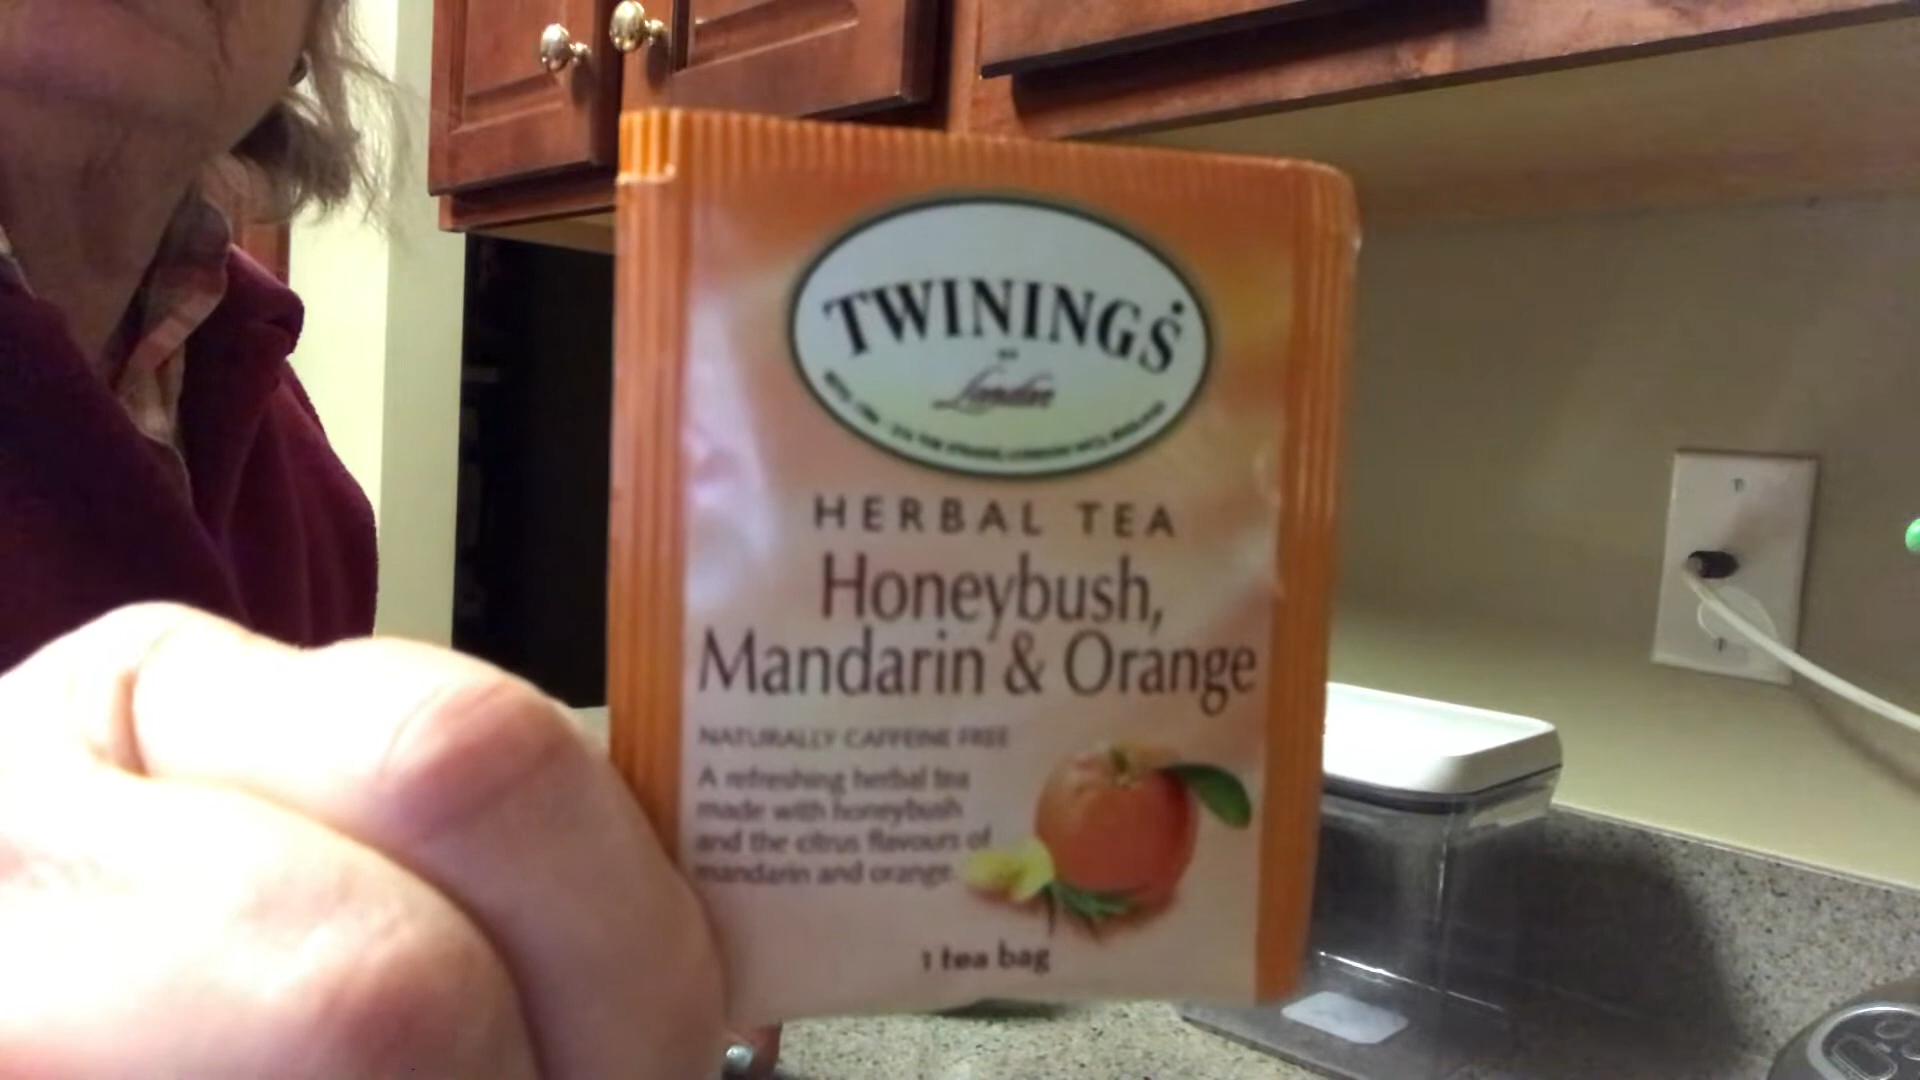 TWININGS
OF
London
HERBAL TEA
Honeybush,
Mandarin & Orange
NATURALLY CAFFEINE FREE
A refreshing herbal tea
made with honeybush
and the citrus flavours of
mandarin and orange.
1 tea bag